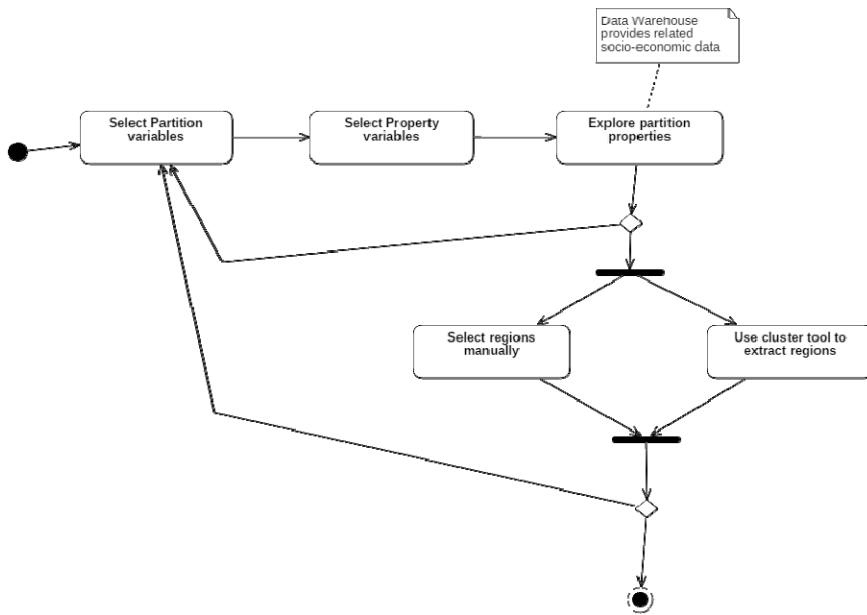 Data Warehouse
provides related
socio-economic data
Select Partition
variables
Select Property
variables
Explore partition
properties
Select regions
manually
Use cluster tool to
extract regions